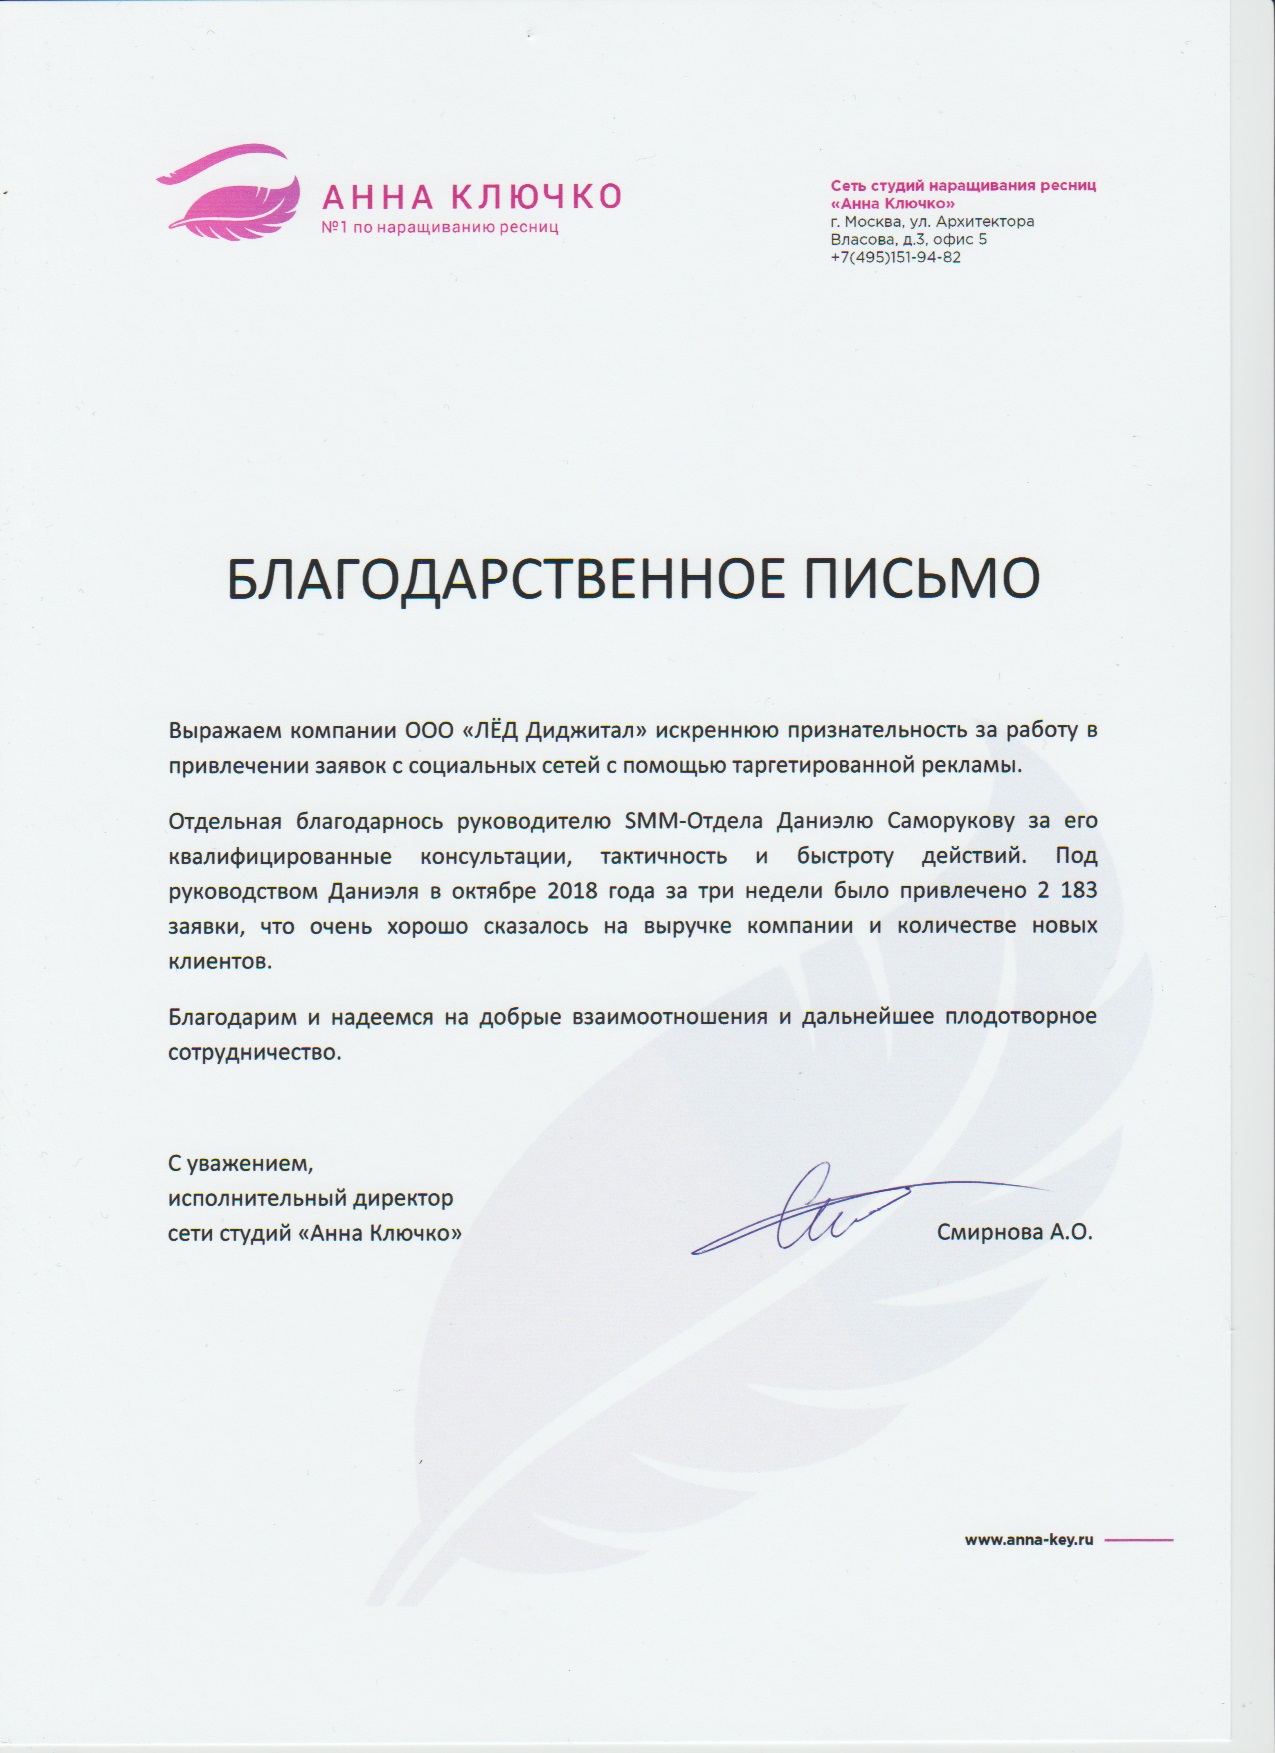 АННА КЛЮЧКО
№1 по наращиванию ресниц
Сеть студий наращивания ресниц
«Анна Ключко»
г. Москва, ул. Архитектора
Власова, д.3, офис 5
+7(495)151-94-82
БЛАГОДАРСТВЕННОЕ ПИСЬМО
Выражаем компании ООО «ЛЁД Диджитал» искреннюю признательность за работу в
привлечении заявок с социальных сетей с помощью таргетированной рекламы.
Отдельная благодарнось руководителю SMM-Отдела Даниэлю Саморукову за его
квалифицированные консультации, тактичность и быстроту действий. Под
руководством Даниэля в октябре 2018 года за три недели было привлечено 2 183
заявки, что очень хорошо сказалось на выручке компании и количестве новых
клиентов.
Благодарим и надеемся на добрые взаимоотношения и дальнейшее плодотворное
сотрудничество.
С уважением,
исполнительный директор
сети студий «Анна Ключко»
Смирнова А.О.
www.anna-key.ru